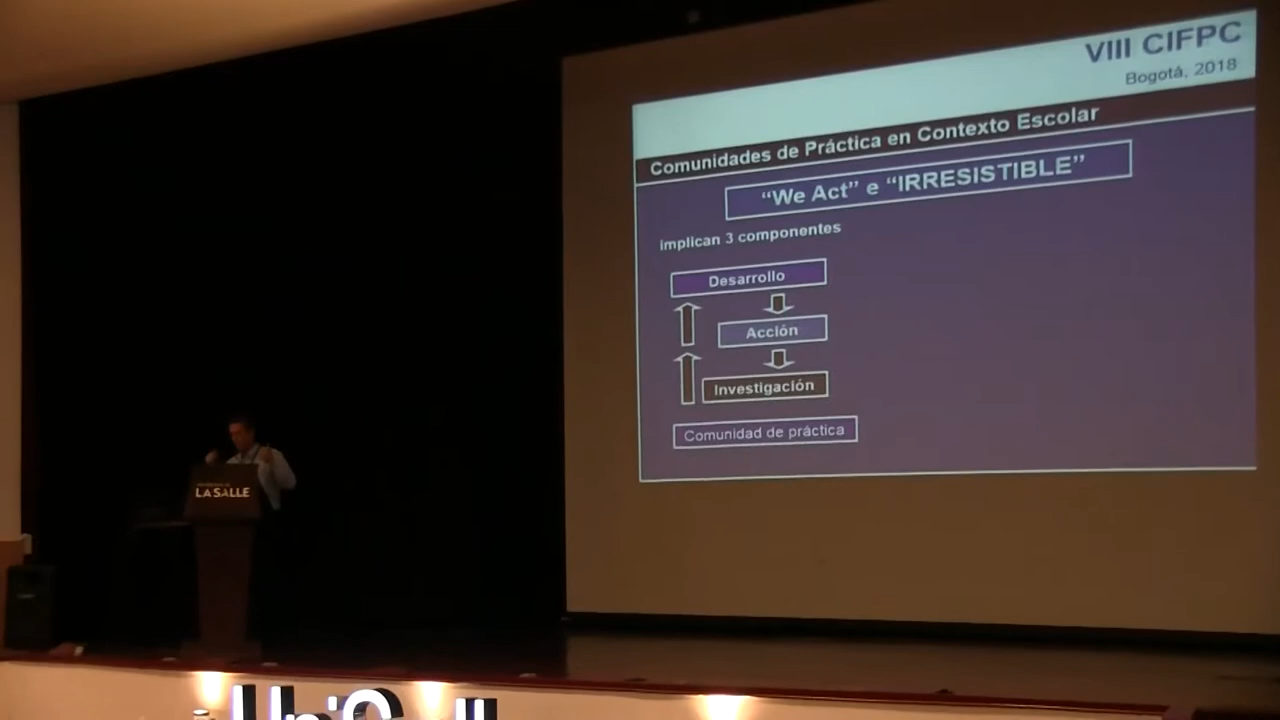 VIII CIFPC
Bogotá, 2018
Comunidades de Práctica en Contexto Escolar
“We Act” e “IRRESISTIBLE”
implican 3 componentes
Desarrollo
Acción
Investigación
Comunidad de práctica
LA SALLE